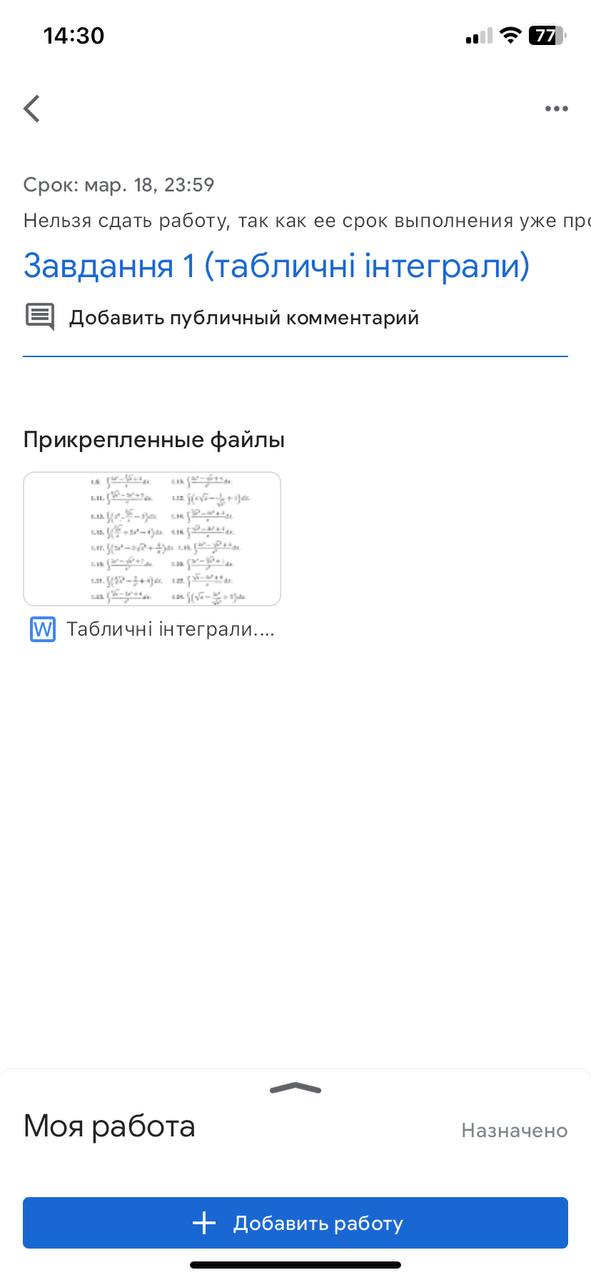 14:30
77
Срок: мар. 18, 23:59
Нельзя сдать работу, так как ее срок выполнения уже про
Завдання 1 (табличні інтеграли)
Добавить публичный комментарий
Прикрепленные файлы
W Табличні інтеграли....
Моя работа
Назначено
Добавить работу